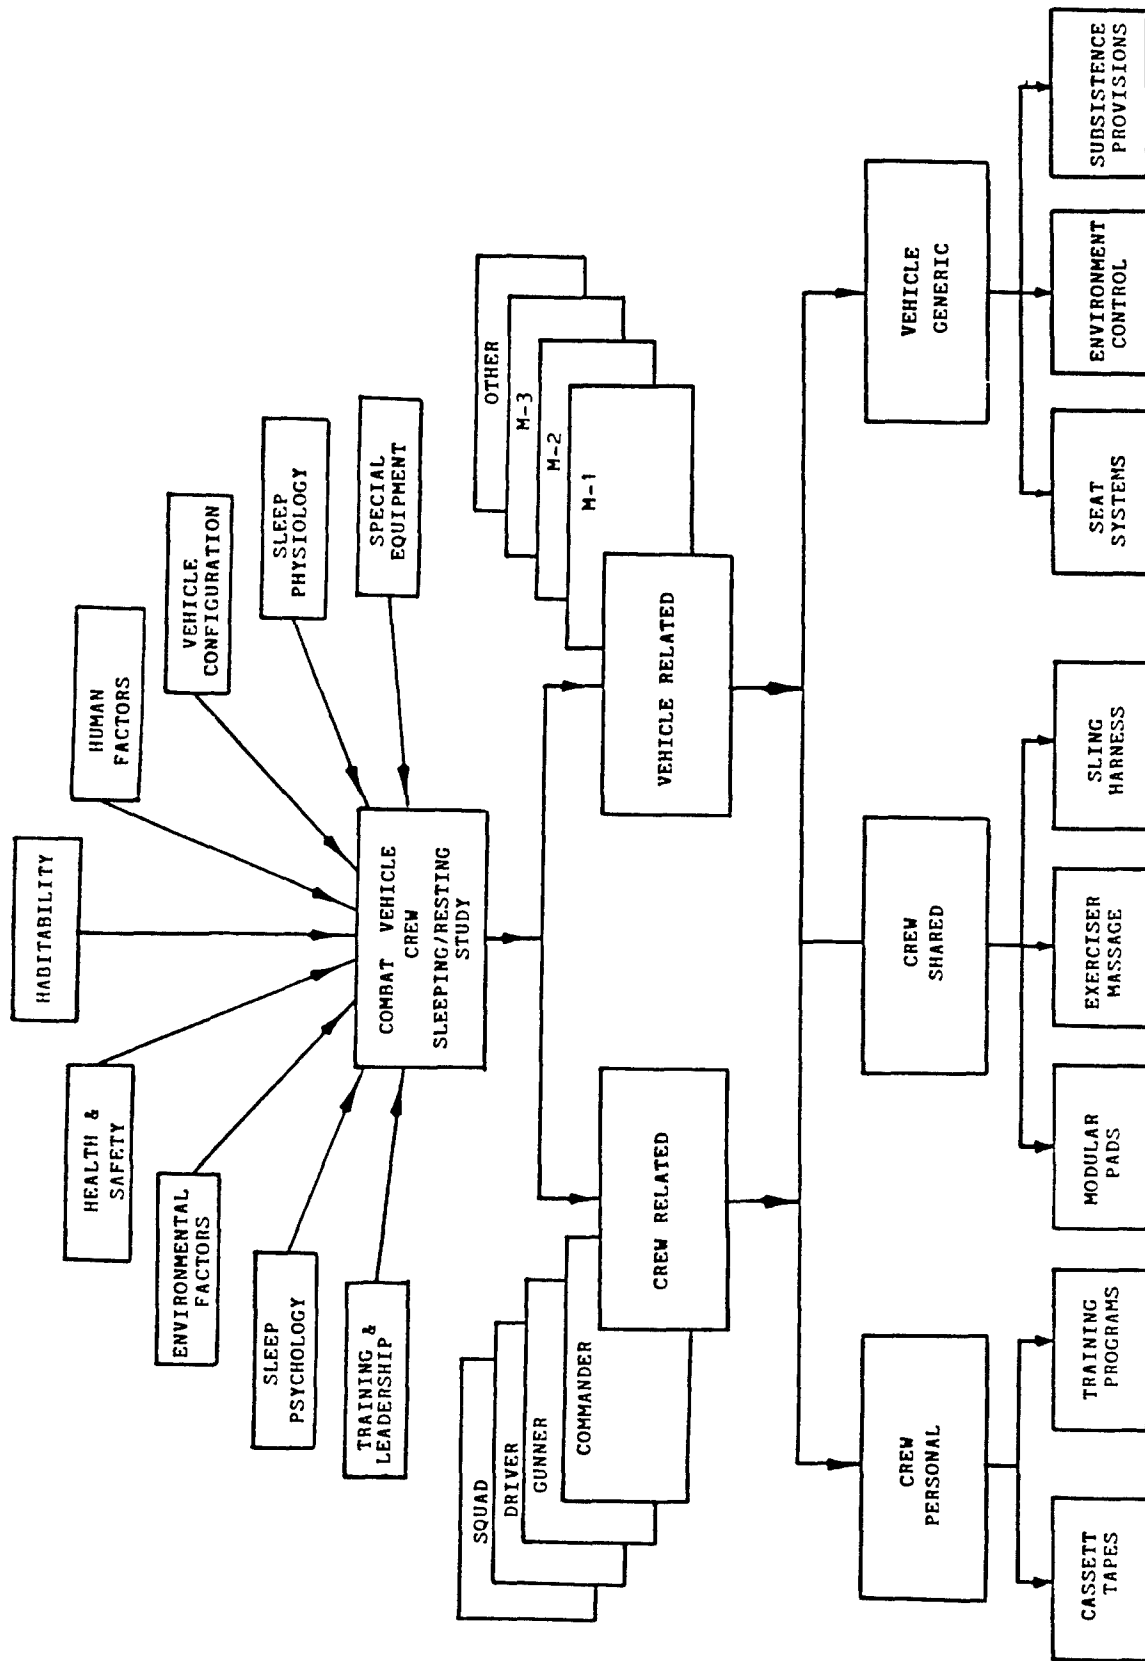 HABITABILITY
HEALTH &
SAFETY
HUMAN
FACTORS
ENVIRONMENTAL
FACTORS
VEHICLE
CONFIGURATION
SLEEP
PSYCHOLOGY
SLEEP
PHYSIOLOGY
TRAINING &
LEADERSHIP
SPECIAL
EQUIPMENT
COMBAT VEHICLE
CREW
SLEEPING/RESTING
STUDY
SQUAD
DRIVER
GUNNER
COMMANDER
CREW RELATED
VEHICLE RELATED
M-1
M-2
M-3
OTHER
CREW
PERSONAL
CREW
SHARED
VEHICLE
GENERIC
CASSETT
TAPES
TRAINING
PROGRAMS
MODULAR
PADS
EXERCISER
MASSAGE
SLING
HARNESS
SEAT
SYSTEMS
ENVIRONMENT
CONTROL
SUBSISTENCE
PROVISIONS